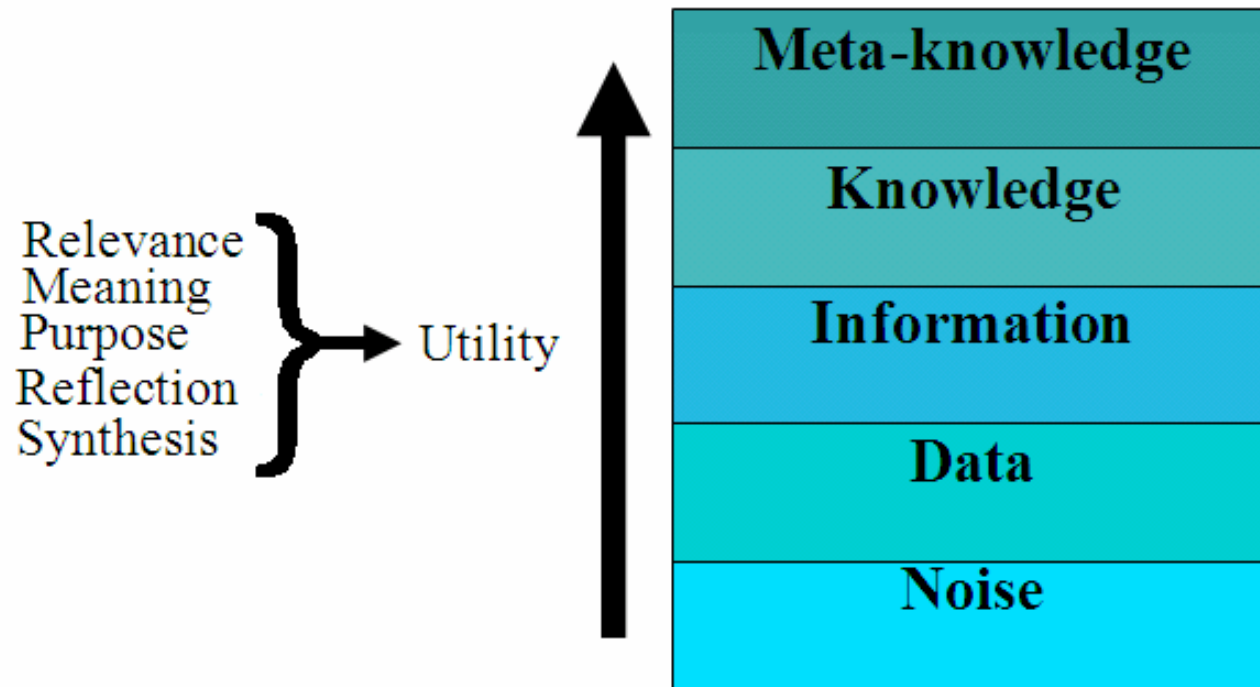 Relevance
Meaning
Purpose
Reflection
Synthesis
Utility
Meta-knowledge
Knowledge
Information
Data
Noise